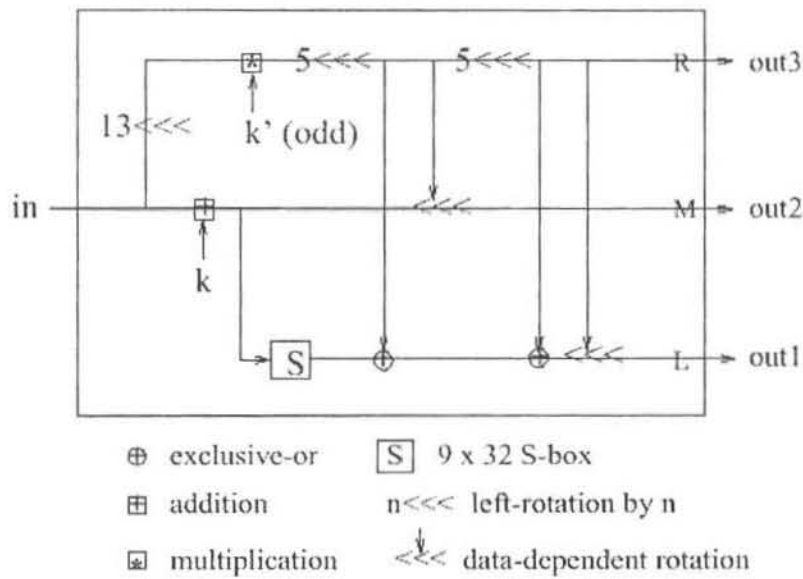 5<<< 5<<< R out3
13<<< k' (odd)
in <<< M out2
k
S <<< L out1
⊕ exclusive-or S 9 x 32 S-box
⊞ addition n<<< left-rotation by n
multiplication <<< data-dependent rotation